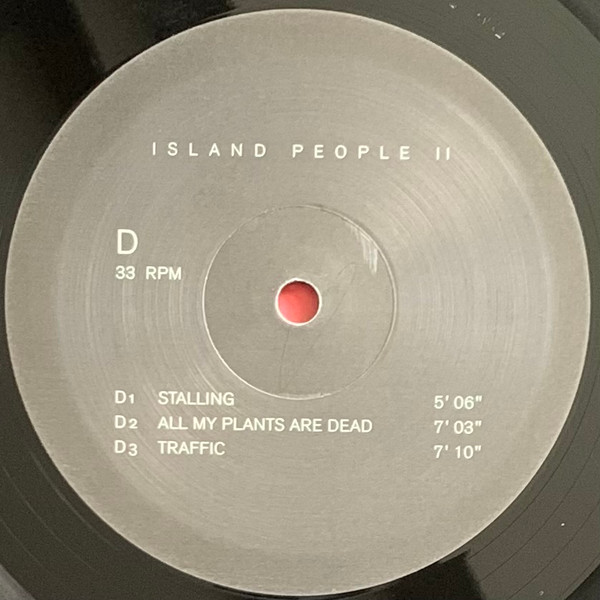 ISLAND PEOPLE II
D
33 RPM
D1 STALLING 5' 06"
D2 ALL MY PLANTS ARE DEAD 7' 03"
D3 TRAFFIC 7' 10"